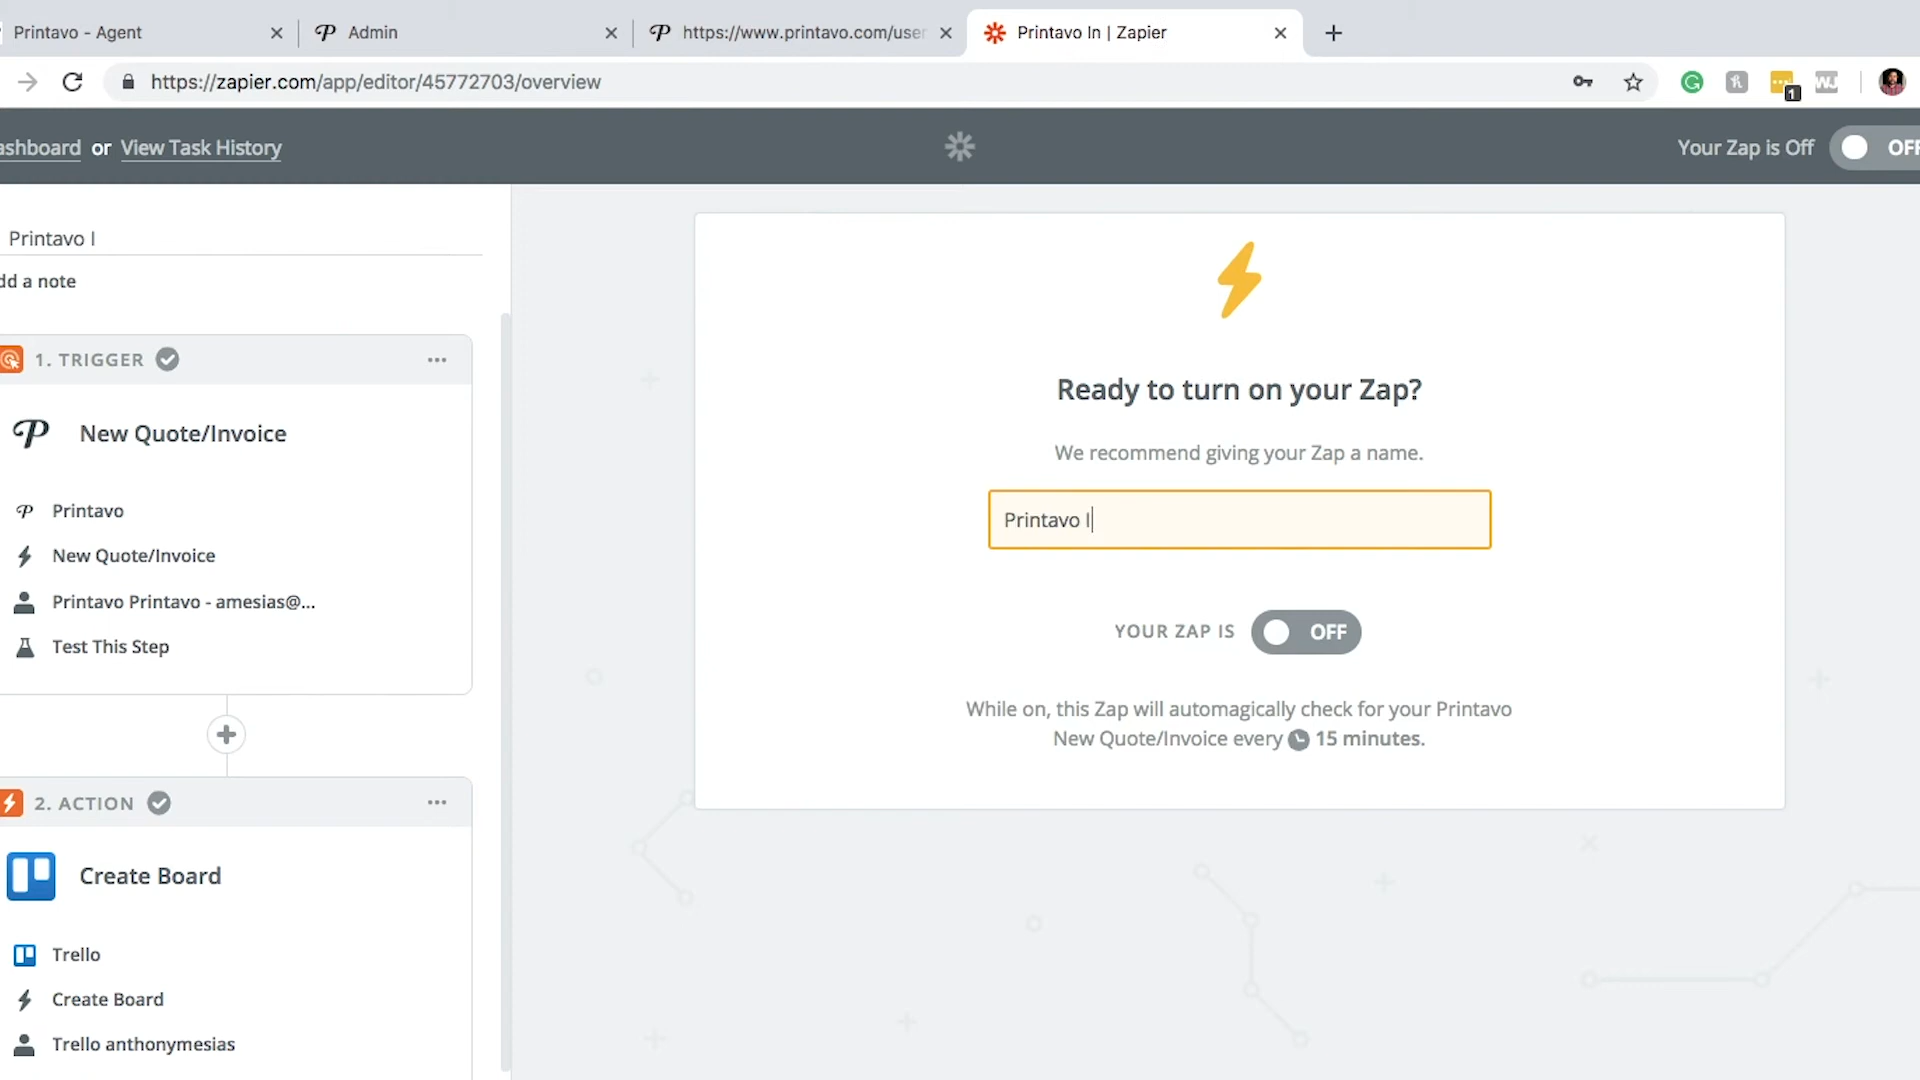 Printavo - Agent
Admin
https://www.printavo.com/user
Printavo In | Zapier
https://zapier.com/app/editor/45772703/overview
1
ashboard or View Task History
Your Zap is Off
OFF
Printavo I
dd a note
1. TRIGGER
New Quote/Invoice
Printavo
New Quote/Invoice
Printavo Printavo - amesias@...
Test This Step
2. ACTION
Create Board
Trello
Create Board
Trello anthonymesias
Ready to turn on your Zap?
We recommend giving your Zap a name.
Printavo I
YOUR ZAP IS
OFF
While on, this Zap will automagically check for your Printavo
New Quote/Invoice every 15 minutes.